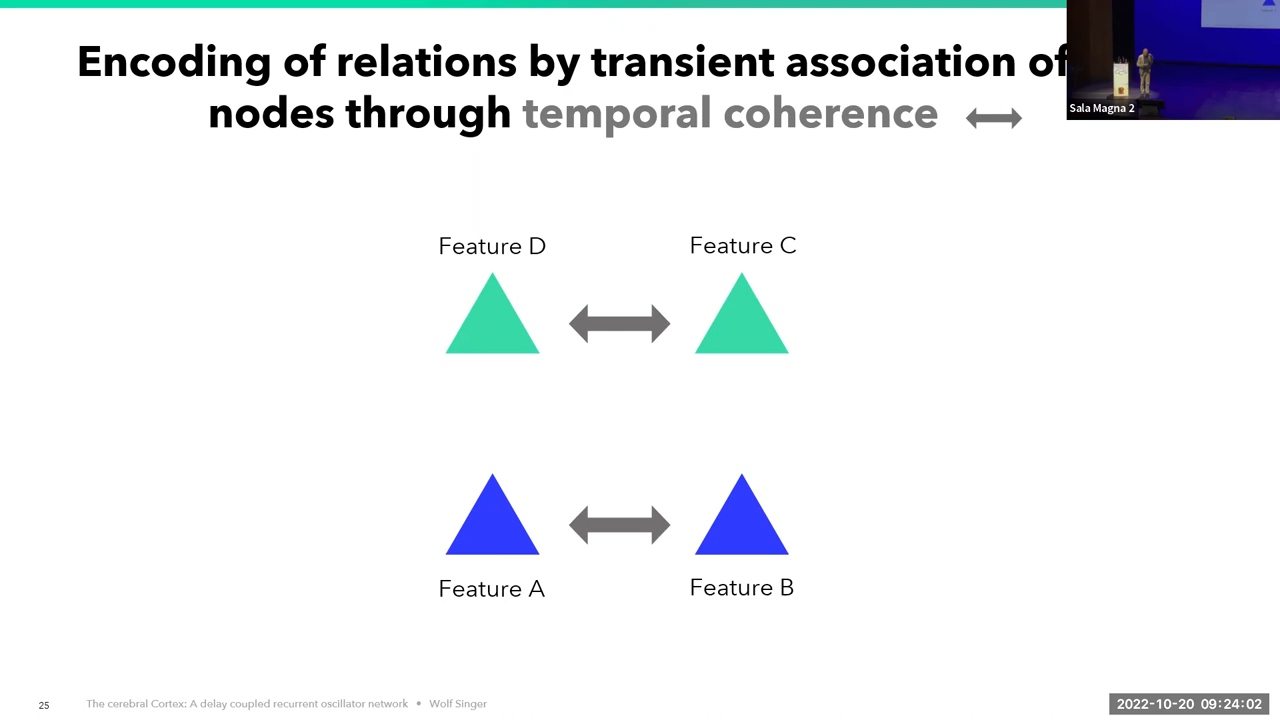 Encoding of relations by transient association of
nodes through temporal coherence
Sala Magna 2
Feature D
Feature C
Feature A
Feature B
25 The cerebral Cortex: A delay coupled recurrent oscillator network • Wolf Singer
2022-10-20 09:24:02